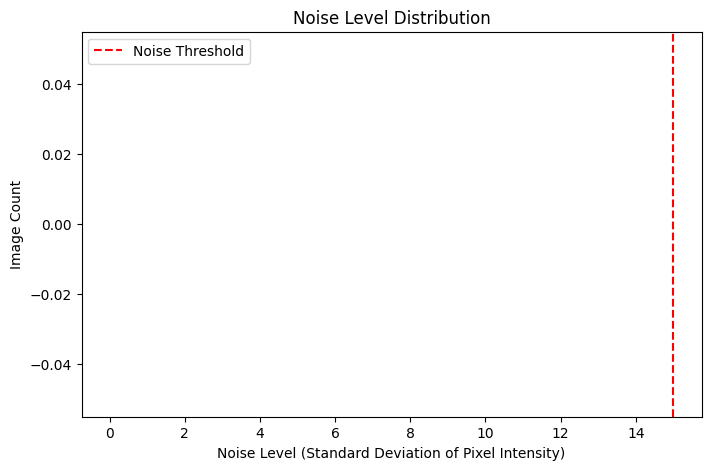 Noise Level Distribution
Noise Threshold
Image Count
0.04
0.02
0.00
−0.02
−0.04
0 2 4 6 8 10 12 14
Noise Level (Standard Deviation of Pixel Intensity)